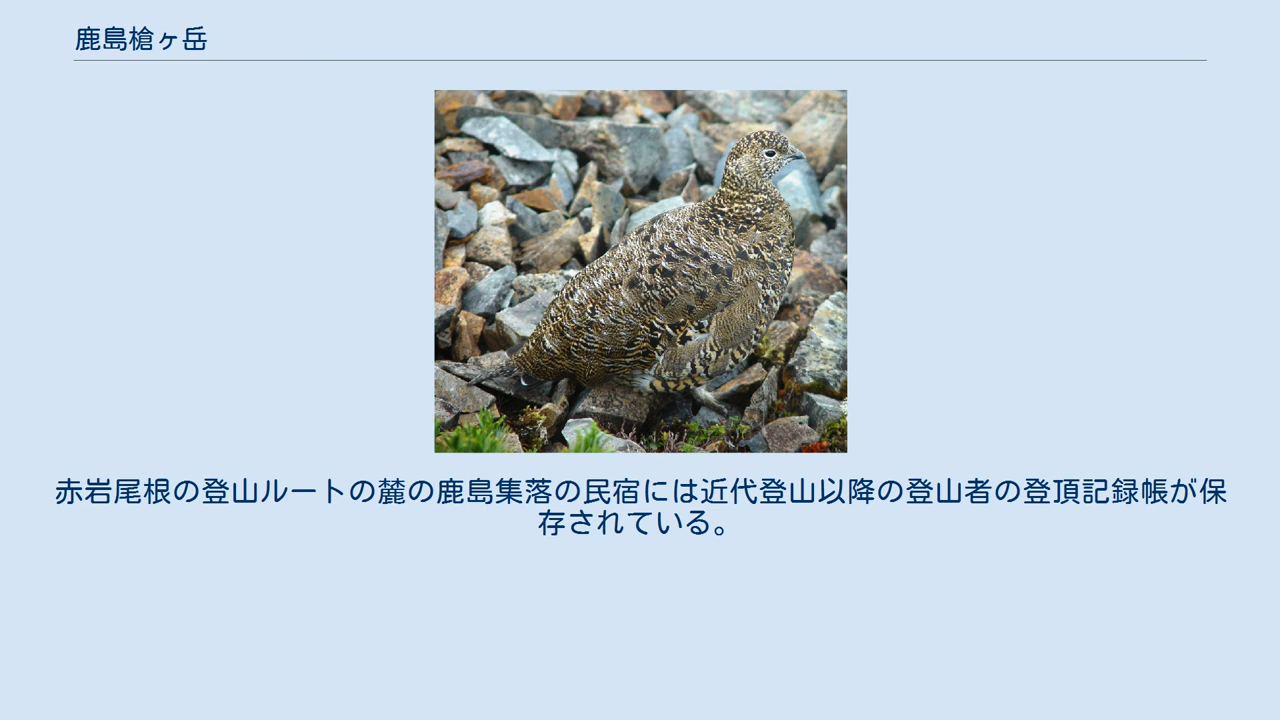 鹿島槍ヶ岳
赤岩尾根の登山ルートの麓の鹿島集落の民宿には近代登山以降の登山者の登頂記録帳が保
存されている。